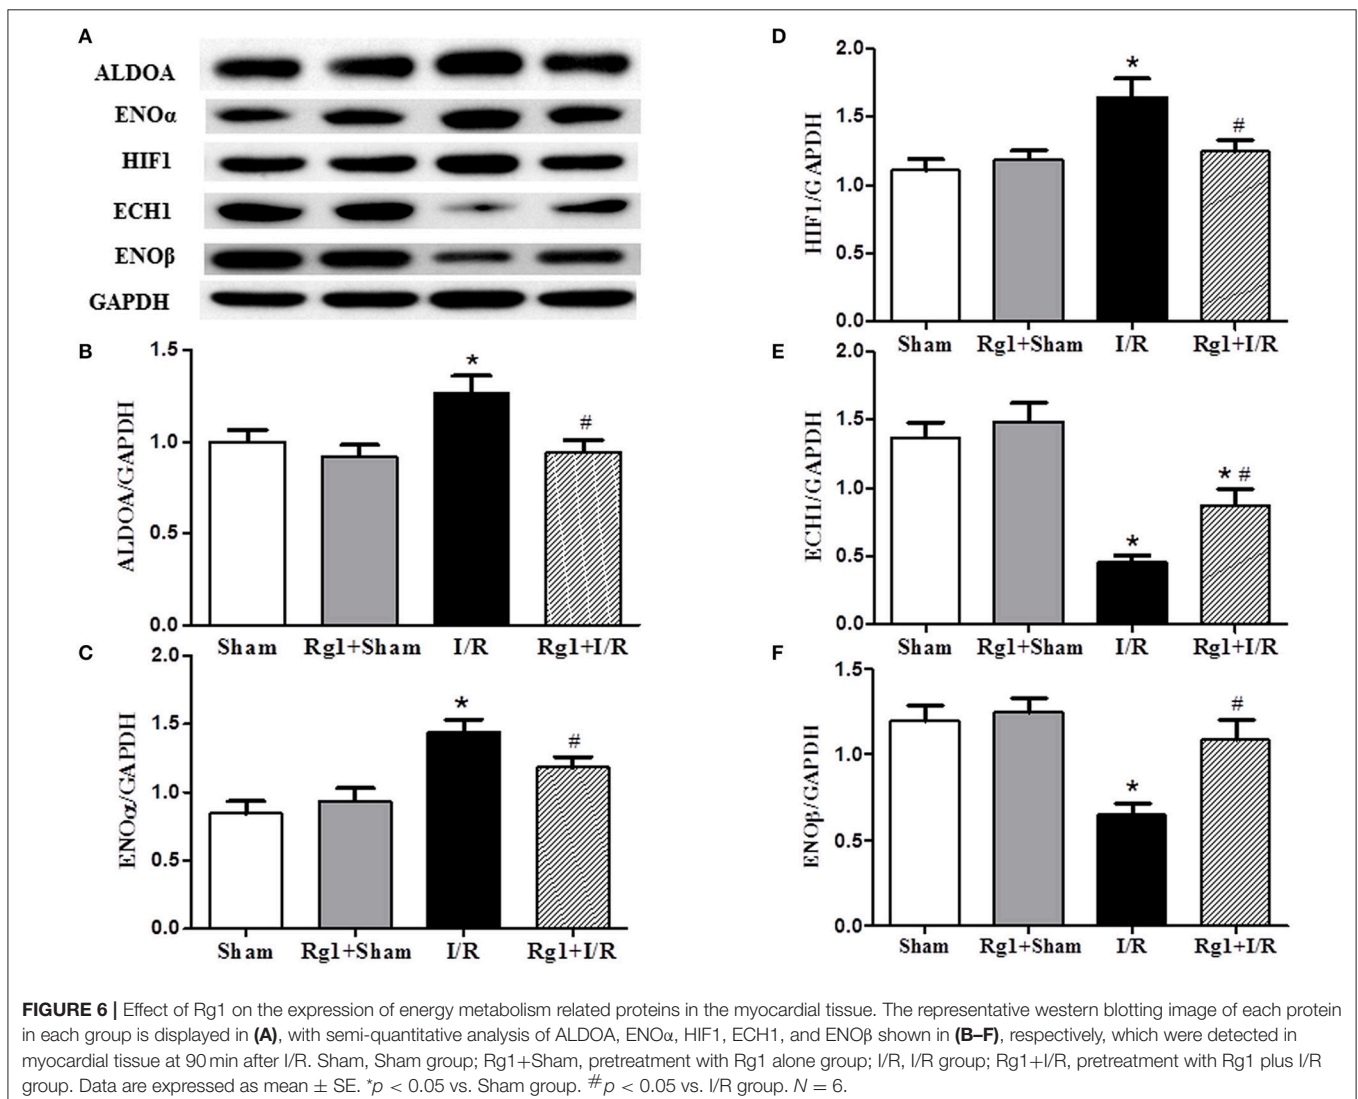 A
ALDOA
ENOα
HIF1
ECH1
ENOβ
GAPDH
B
ALDOA/GAPDH
1.5
1.0
0.5
0.0
*
#
Sham Rg1+Sham I/R Rg1+I/R
C
ENOα/GAPDH
2.0
1.5
1.0
0.5
0.0
*
#
Sham Rg1+Sham I/R Rg1+I/R
D
HIF1/GAPDH
2.0
1.5
1.0
0.5
0.0
*
#
Sham Rg1+Sham I/R Rg1+I/R
E
ECH1/GAPDH
2.0
1.5
1.0
0.5
0.0
*
* #
Sham Rg1+Sham I/R Rg1+I/R
F
ENOβ/GAPDH
1.5
1.0
0.5
0.0
*
#
Sham Rg1+Sham I/R Rg1+I/R
FIGURE 6 | Effect of Rg1 on the expression of energy metabolism related proteins in the myocardial tissue. The representative western blotting image of each protein
in each group is displayed in (A), with semi-quantitative analysis of ALDOA, ENOα, HIF1, ECH1, and ENOβ shown in (B–F), respectively, which were detected in
myocardial tissue at 90 min after I/R. Sham, Sham group; Rg1+Sham, pretreatment with Rg1 alone group; I/R, I/R group; Rg1+I/R, pretreatment with Rg1 plus I/R
group. Data are expressed as mean ± SE. *p < 0.05 vs. Sham group. #p < 0.05 vs. I/R group. N = 6.